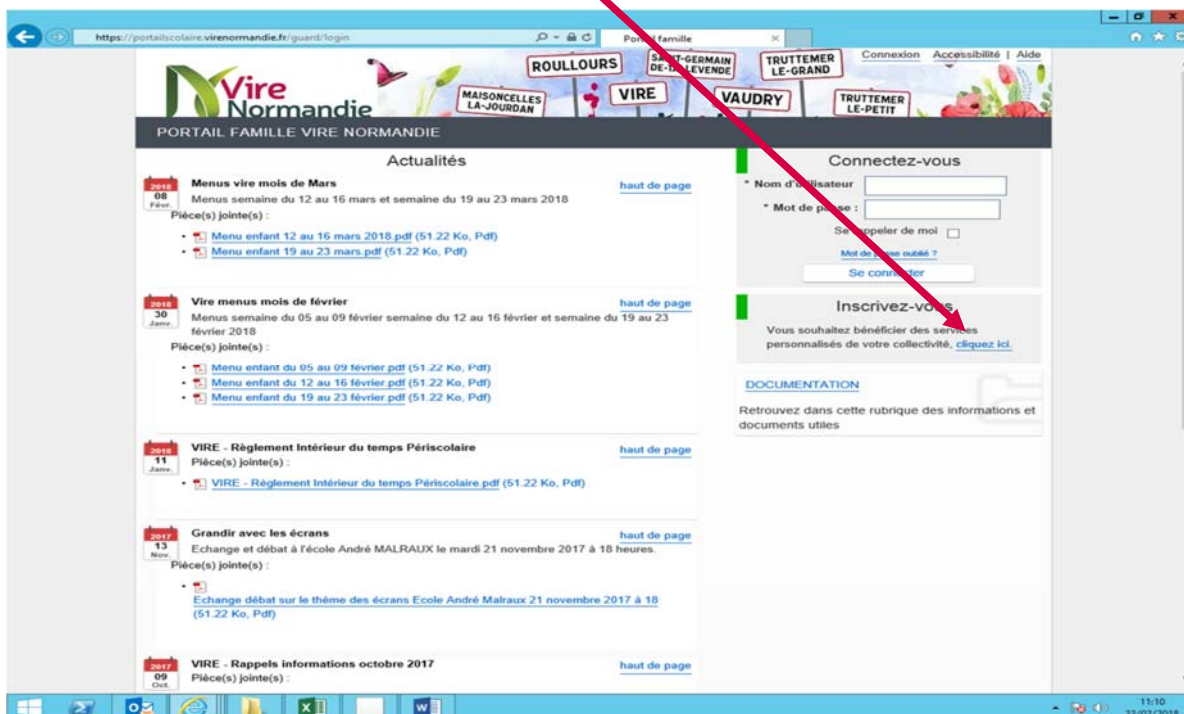 https://portailscolaire.virenormandie.fr/guard/login
Portail famille
Connexion Accessibilité | Aide
Vire
Normandie
MAISONCELLES
LA-JOURDAN
ROULLOURS
SAINT-GERMAIN
DE-TALLEVENDE
VIRE
VAUDRY
TRUTTEMER
LE-GRAND
TRUTTEMER
LE-PETIT
PORTAIL FAMILLE VIRE NORMANDIE
Actualités
2018
08
Févr.
Menus vire mois de Mars
haut de page
Menus semaine du 12 au 16 mars et semaine du 19 au 23 mars 2018
Pièce(s) jointe(s) :
• Menu enfant 12 au 16 mars 2018.pdf (51.22 Ko, Pdf)
• Menu enfant 19 au 23 mars.pdf (51.22 Ko, Pdf)
2018
30
Janv.
Vire menus mois de février
haut de page
Menus semaine du 05 au 09 février semaine du 12 au 16 février et semaine du 19 au 23
février 2018
Pièce(s) jointe(s) :
• Menu enfant du 05 au 09 février.pdf (51.22 Ko, Pdf)
• Menu enfant du 12 au 16 février.pdf (51.22 Ko, Pdf)
• Menu enfant du 19 au 23 février.pdf (51.22 Ko, Pdf)
2018
11
Janv.
VIRE - Règlement Intérieur du temps Périscolaire
haut de page
Pièce(s) jointe(s) :
• VIRE - Règlement Intérieur du temps Périscolaire.pdf (51.22 Ko, Pdf)
2017
13
Nov.
Grandir avec les écrans
haut de page
Echange et débat à l'école André MALRAUX le mardi 21 novembre 2017 à 18 heures.
Pièce(s) jointe(s) :
•
Echange débat sur le thème des écrans Ecole André Malraux 21 novembre 2017 à 18
(51.22 Ko, Pdf)
2017
09
Oct.
VIRE - Rappels informations octobre 2017
haut de page
Pièce(s) jointe(s) :
Connectez-vous
* Nom d'utilisateur
* Mot de passe :
Se rappeler de moi
Mot de passe oublié ?
Se connecter
Inscrivez-vous
Vous souhaitez bénéficier des services
personnalisés de votre collectivité, cliquez ici.
DOCUMENTATION
Retrouvez dans cette rubrique des informations et
documents utiles
11:10